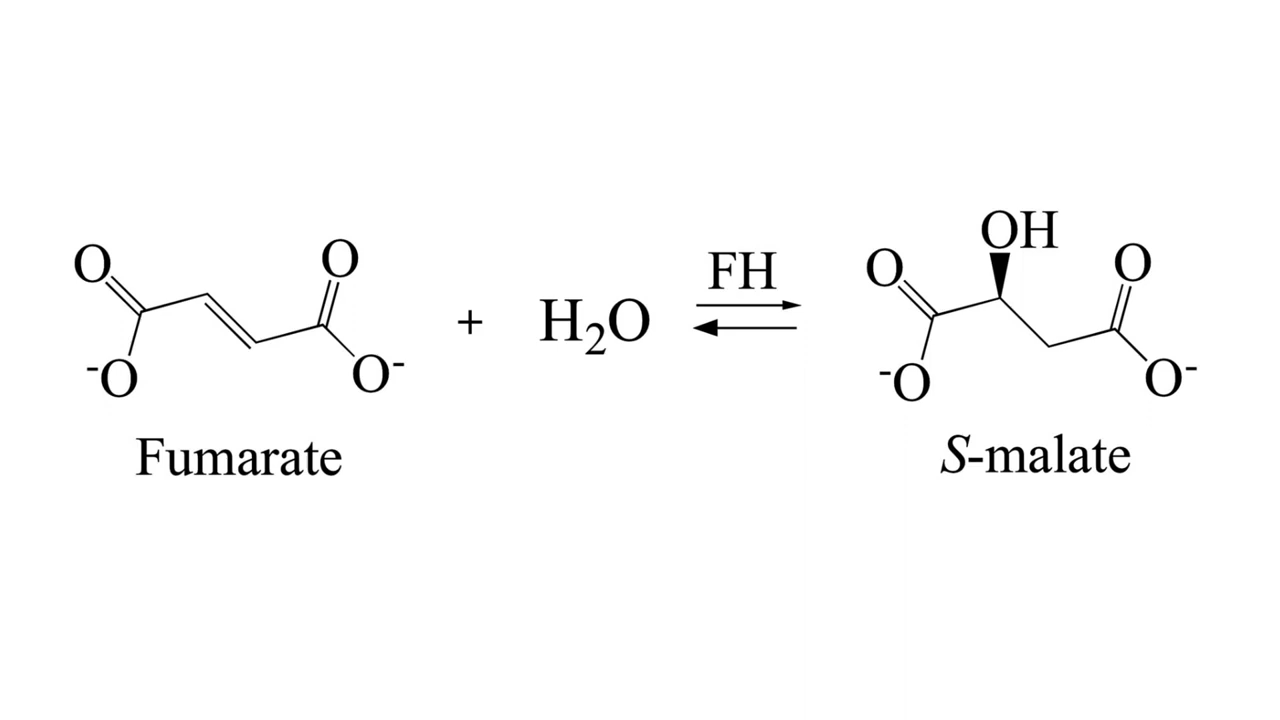 O O -O O-
Fumarate
+
H₂O
FH
OH
O O -O O-
S-malate